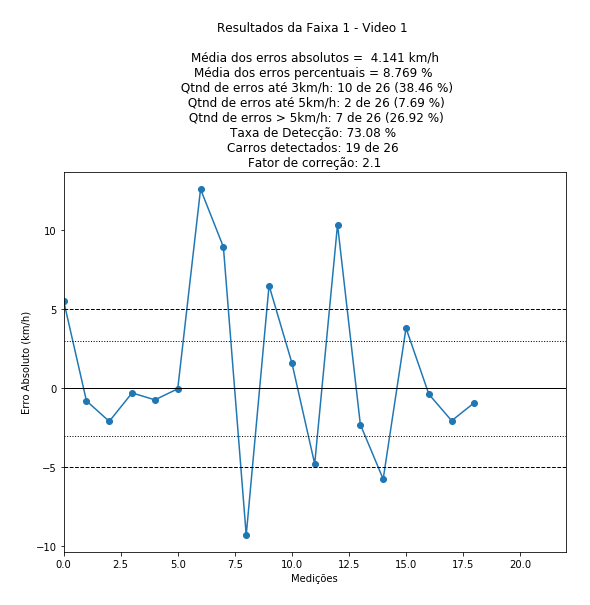 Resultados da Faixa 1 - Video 1
Média dos erros absolutos = 4.141 km/h
Média dos erros percentuais = 8.769 %
Qtnd de erros até 3km/h: 10 de 26 (38.46 %)
Qtnd de erros até 5km/h: 2 de 26 (7.69 %)
Qtnd de erros > 5km/h: 7 de 26 (26.92 %)
Taxa de Detecção: 73.08 %
Carros detectados: 19 de 26
Fator de correção: 2.1
10
5
0
−5
−10
Erro Absoluto (km/h)
0.0 2.5 5.0 7.5 10.0 12.5 15.0 17.5 20.0
Medições